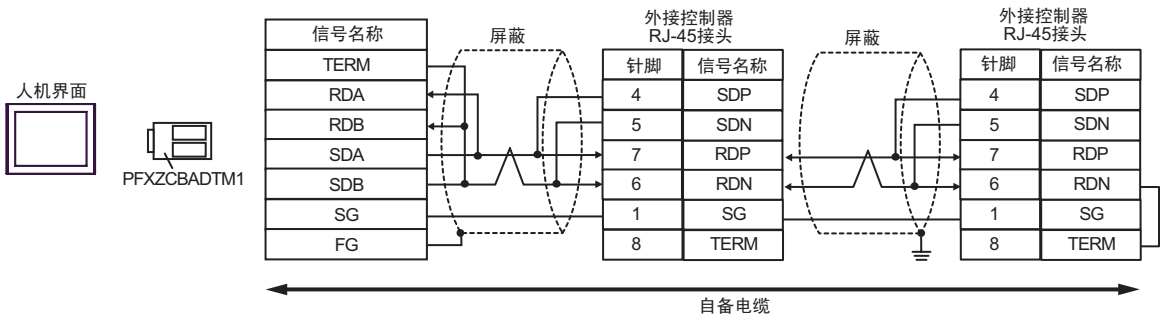 人机界面
PFXZCBADTM1
信号名称
TERM
RDA
RDB
SDA
SDB
SG
FG
屏蔽
外接控制器
RJ-45接头
针脚 信号名称
4 SDP
5 SDN
7 RDP
6 RDN
1 SG
8 TERM
屏蔽
外接控制器
RJ-45接头
针脚 信号名称
4 SDP
5 SDN
7 RDP
6 RDN
1 SG
8 TERM
自备电缆